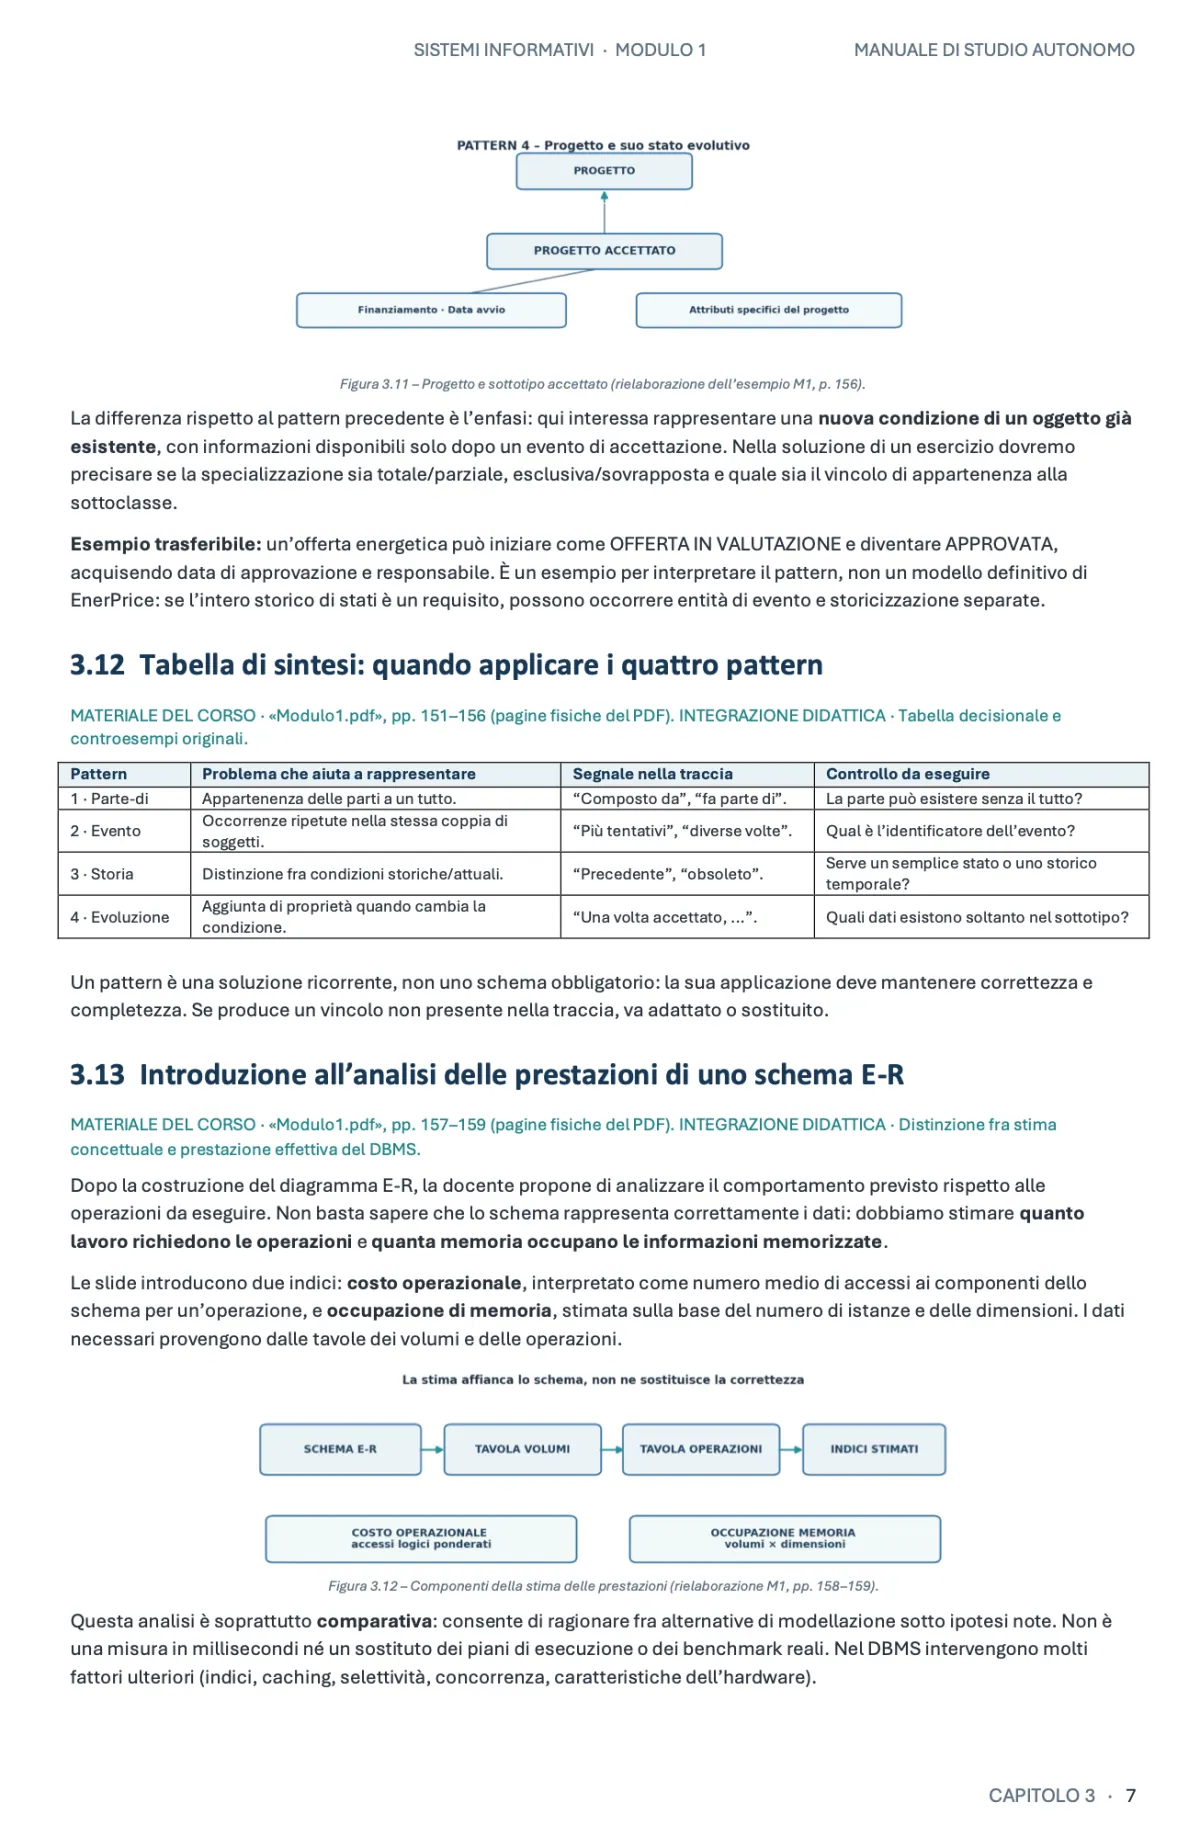 SISTEMI INFORMATIVI · MODULO 1
MANUALE DI STUDIO AUTONOMO
PATTERN 4 – Progetto e suo stato evolutivo
PROGETTO
PROGETTO ACCETTATO
Finanziamento · Data avvio
Attributi specifici del progetto
Figura 3.11 – Progetto e sottotipo accettato (rielaborazione dell’esempio M1, p. 156).
La differenza rispetto al pattern precedente è l’enfasi: qui interessa rappresentare una nuova condizione di un oggetto già
esistente, con informazioni disponibili solo dopo un evento di accettazione. Nella soluzione di un esercizio dovremo
precisare se la specializzazione sia totale/parziale, esclusiva/sovrapposta e quale sia il vincolo di appartenenza alla
sottoclasse.
Esempio trasferibile: un’offerta energetica può iniziare come OFFERTA IN VALUTAZIONE e diventare APPROVATA,
acquisendo data di approvazione e responsabile. È un esempio per interpretare il pattern, non un modello definitivo di
EnerPrice: se l’intero storico di stati è un requisito, possono occorrere entità di evento e storicizzazione separate.
3.12 Tabella di sintesi: quando applicare i quattro pattern
MATERIALE DEL CORSO · «Modulo1.pdf», pp. 151–156 (pagine fisiche del PDF). INTEGRAZIONE DIDATTICA · Tabella decisionale e
controesempi originali.
Pattern
Problema che aiuta a rappresentare
Segnale nella traccia
Controllo da eseguire
1 · Parte-di
Appartenenza delle parti a un tutto.
“Composto da”, “fa parte di”.
La parte può esistere senza il tutto?
2 · Evento
Occorrenze ripetute nella stessa coppia di
soggetti.
“Più tentativi”, “diverse volte”.
Qual è l’identificatore dell’evento?
3 · Storia
Distinzione fra condizioni storiche/attuali.
“Precedente”, “obsoleto”.
Serve un semplice stato o uno storico
temporale?
4 · Evoluzione
Aggiunta di proprietà quando cambia la
condizione.
“Una volta accettato, ...”.
Quali dati esistono soltanto nel sottotipo?
Un pattern è una soluzione ricorrente, non uno schema obbligatorio: la sua applicazione deve mantenere correttezza e
completezza. Se produce un vincolo non presente nella traccia, va adattato o sostituito.
3.13 Introduzione all’analisi delle prestazioni di uno schema E-R
MATERIALE DEL CORSO · «Modulo1.pdf», pp. 157–159 (pagine fisiche del PDF). INTEGRAZIONE DIDATTICA · Distinzione fra stima
concettuale e prestazione effettiva del DBMS.
Dopo la costruzione del diagramma E-R, la docente propone di analizzare il comportamento previsto rispetto alle
operazioni da eseguire. Non basta sapere che lo schema rappresenta correttamente i dati: dobbiamo stimare quanto
lavoro richiedono le operazioni e quanta memoria occupano le informazioni memorizzate.
Le slide introducono due indici: costo operazionale, interpretato come numero medio di accessi ai componenti dello
schema per un’operazione, e occupazione di memoria, stimata sulla base del numero di istanze e delle dimensioni. I dati
necessari provengono dalle tavole dei volumi e delle operazioni.
La stima affianca lo schema, non ne sostituisce la correttezza
SCHEMA E-R
TAVOLA VOLUMI
TAVOLA OPERAZIONI
INDICI STIMATI
COSTO OPERAZIONALE
accessi logici ponderati
OCCUPAZIONE MEMORIA
volumi × dimensioni
Figura 3.12 – Componenti della stima delle prestazioni (rielaborazione M1, pp. 158–159).
Questa analisi è soprattutto comparativa: consente di ragionare fra alternative di modellazione sotto ipotesi note. Non è
una misura in millisecondi né un sostituto dei piani di esecuzione o dei benchmark reali. Nel DBMS intervengono molti
fattori ulteriori (indici, caching, selettività, concorrenza, caratteristiche dell’hardware).
CAPITOLO 3 · 7